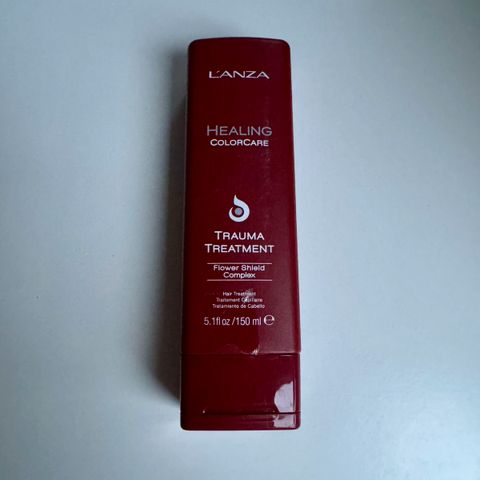 L'ANZA
HEALING
COLORCARE
TRAUMA
TREATMENT
Flower Shield
Complex
Hair Treatment
Traitement Capillaire
Tratamiento de Cabello
5.1fl oz/150 ml ℮